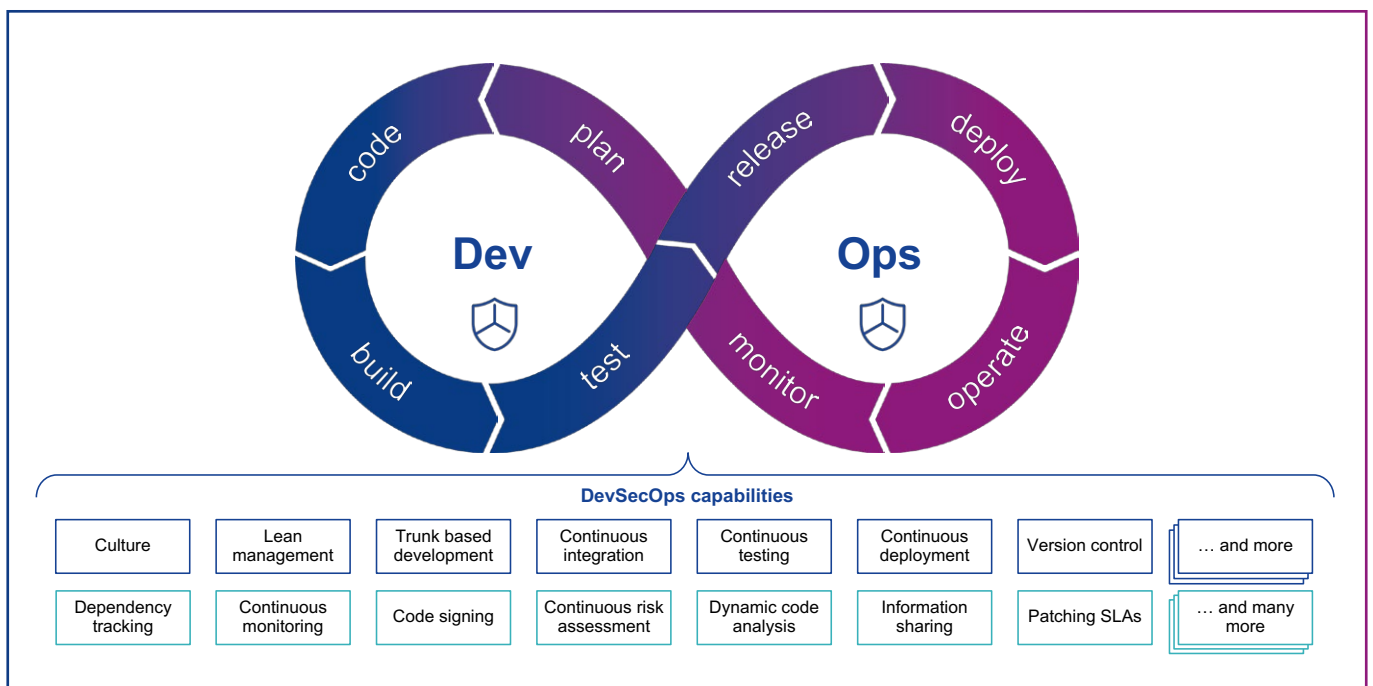 code
plan
release
deploy
Dev
Ops
build
test
monitor
operate
DevSecOps capabilities
Culture
Lean
management
Trunk based
development
Continuous
integration
Continuous
testing
Continuous
deployment
Version control
… and more
Dependency
tracking
Continuous
monitoring
Code signing
Continuous risk
assessment
Dynamic code
analysis
Information
sharing
Patching SLAs
… and many
more